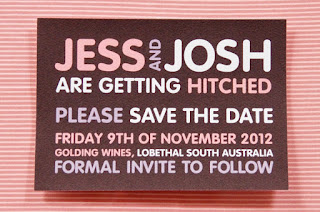 JESS AND JOSH
ARE GETTING HITCHED
PLEASE SAVE THE DATE
FRIDAY 9TH OF NOVEMBER 2012
GOLDING WINES, LOBETHAL SOUTH AUSTRALIA
FORMAL INVITE TO FOLLOW